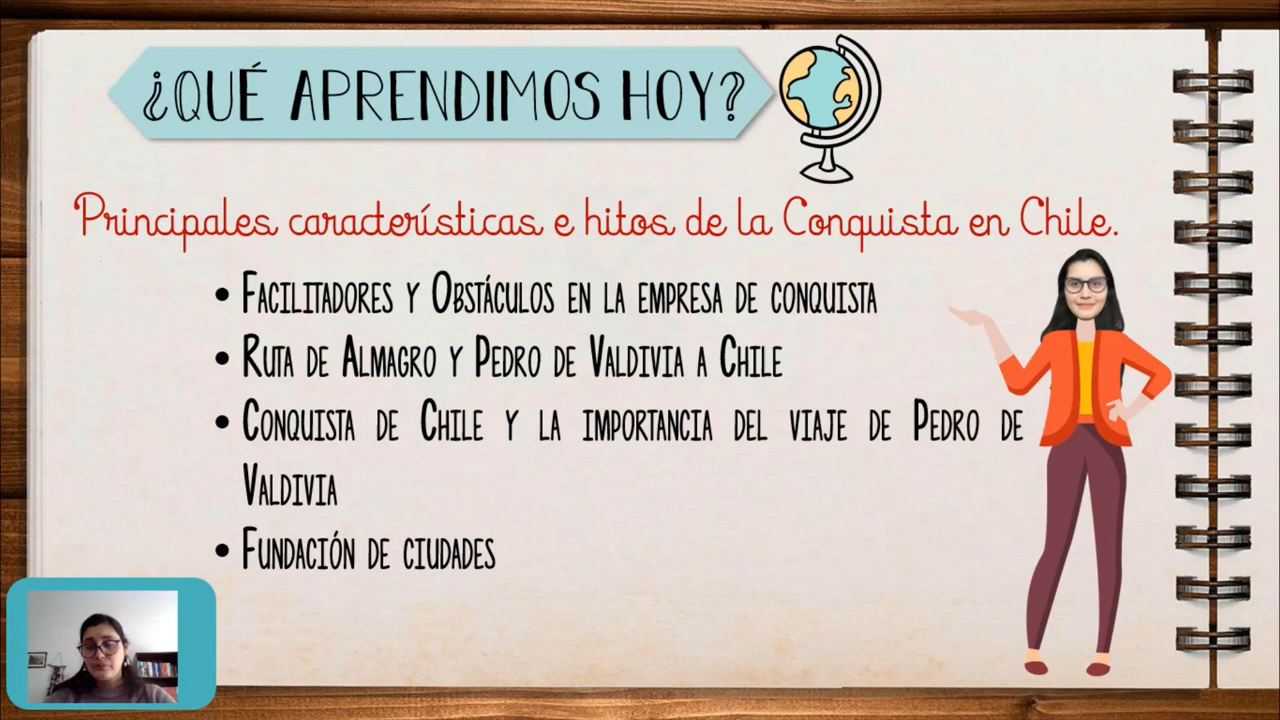 ¿QUÉ APRENDIMOS HOY?
Principales características e hitos de la Conquista en Chile.
• FACILITADORES Y OBSTÁCULOS EN LA EMPRESA DE CONQUISTA
• RUTA DE ALMAGRO Y PEDRO DE VALDIVIA A CHILE
• CONQUISTA DE CHILE Y LA IMPORTANCIA DEL VIAJE DE PEDRO DE
VALDIVIA
• FUNDACIÓN DE CIUDADES